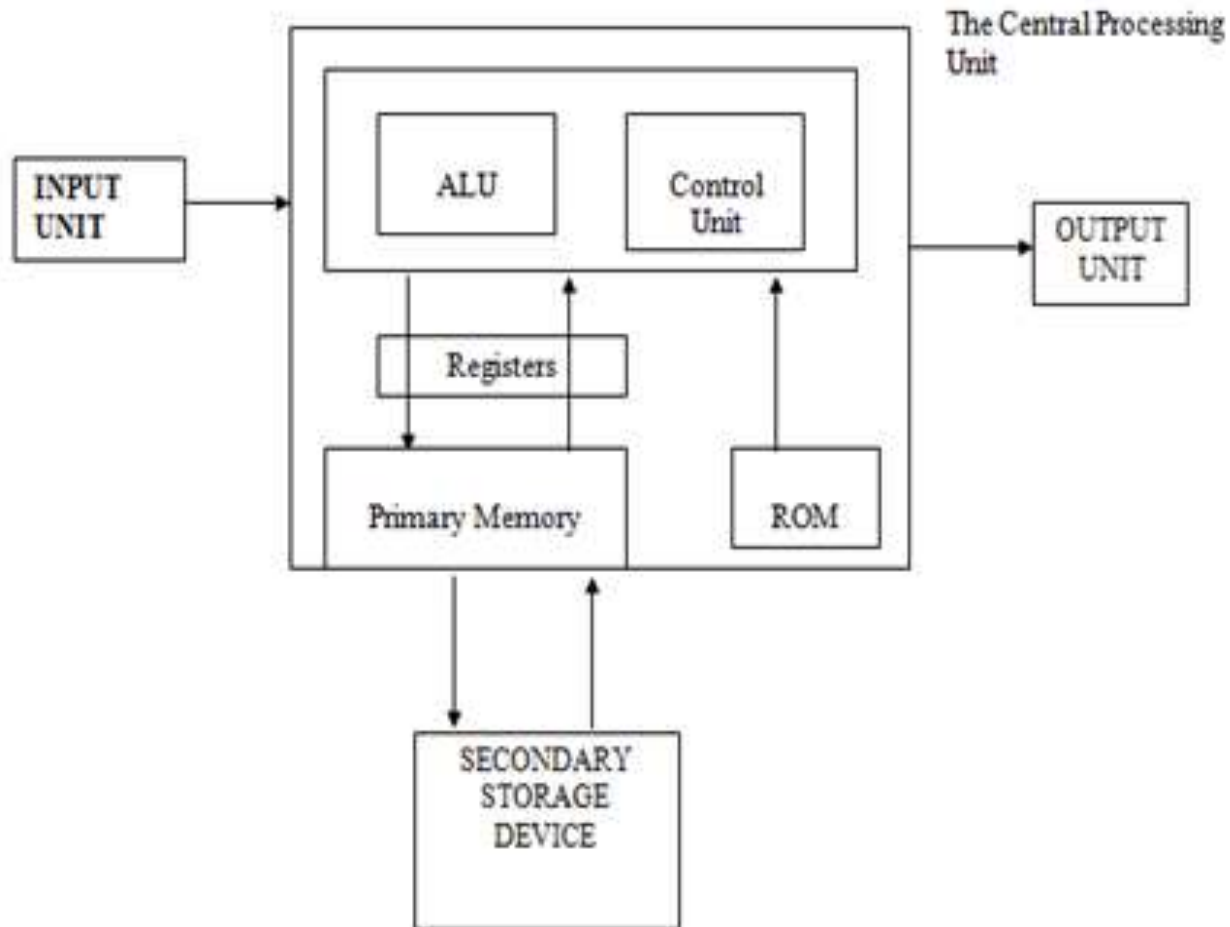 The Central Processing
Unit
INPUT
UNIT
ALU
Control
Unit
OUTPUT
UNIT
Registers
Primary Memory
ROM
SECONDARY
STORAGE
DEVICE